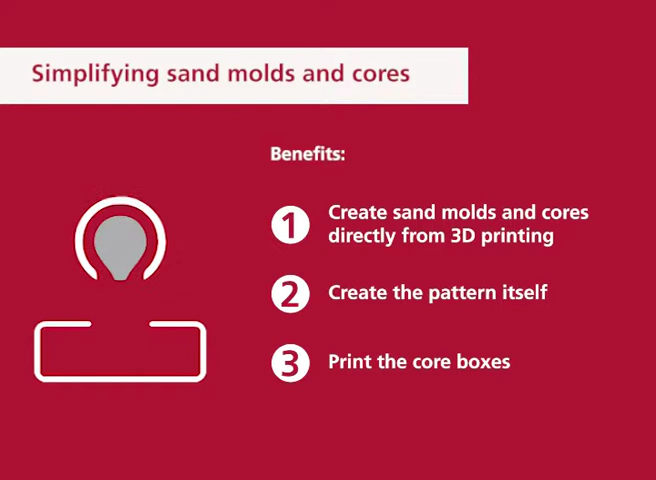 Simplifying sand molds and cores
Benefits:
1 Create sand molds and cores
directly from 3D printing
2 Create the pattern itself
3 Print the core boxes